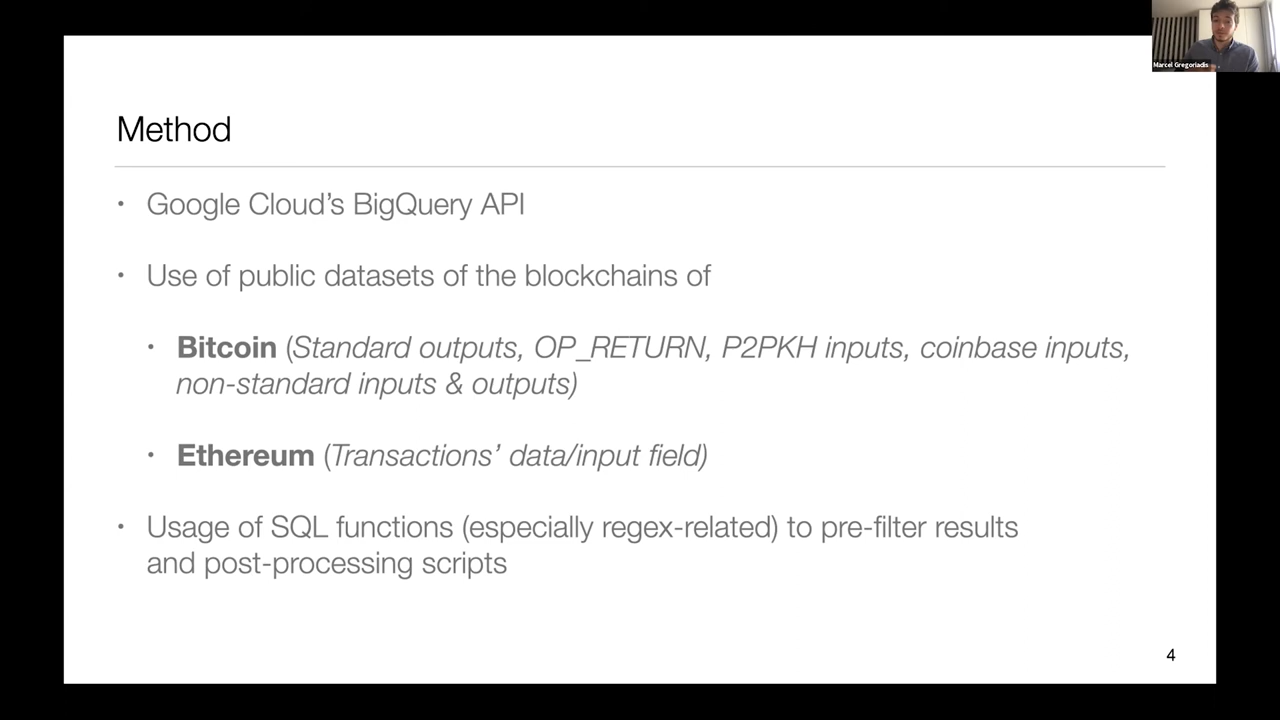 Marcel Gregoriadis
Method
• Google Cloud’s BigQuery API
• Use of public datasets of the blockchains of
• Bitcoin (Standard outputs, OP_RETURN, P2PKH inputs, coinbase inputs,
non-standard inputs & outputs)
• Ethereum (Transactions’ data/input field)
• Usage of SQL functions (especially regex-related) to pre-filter results
and post-processing scripts
4